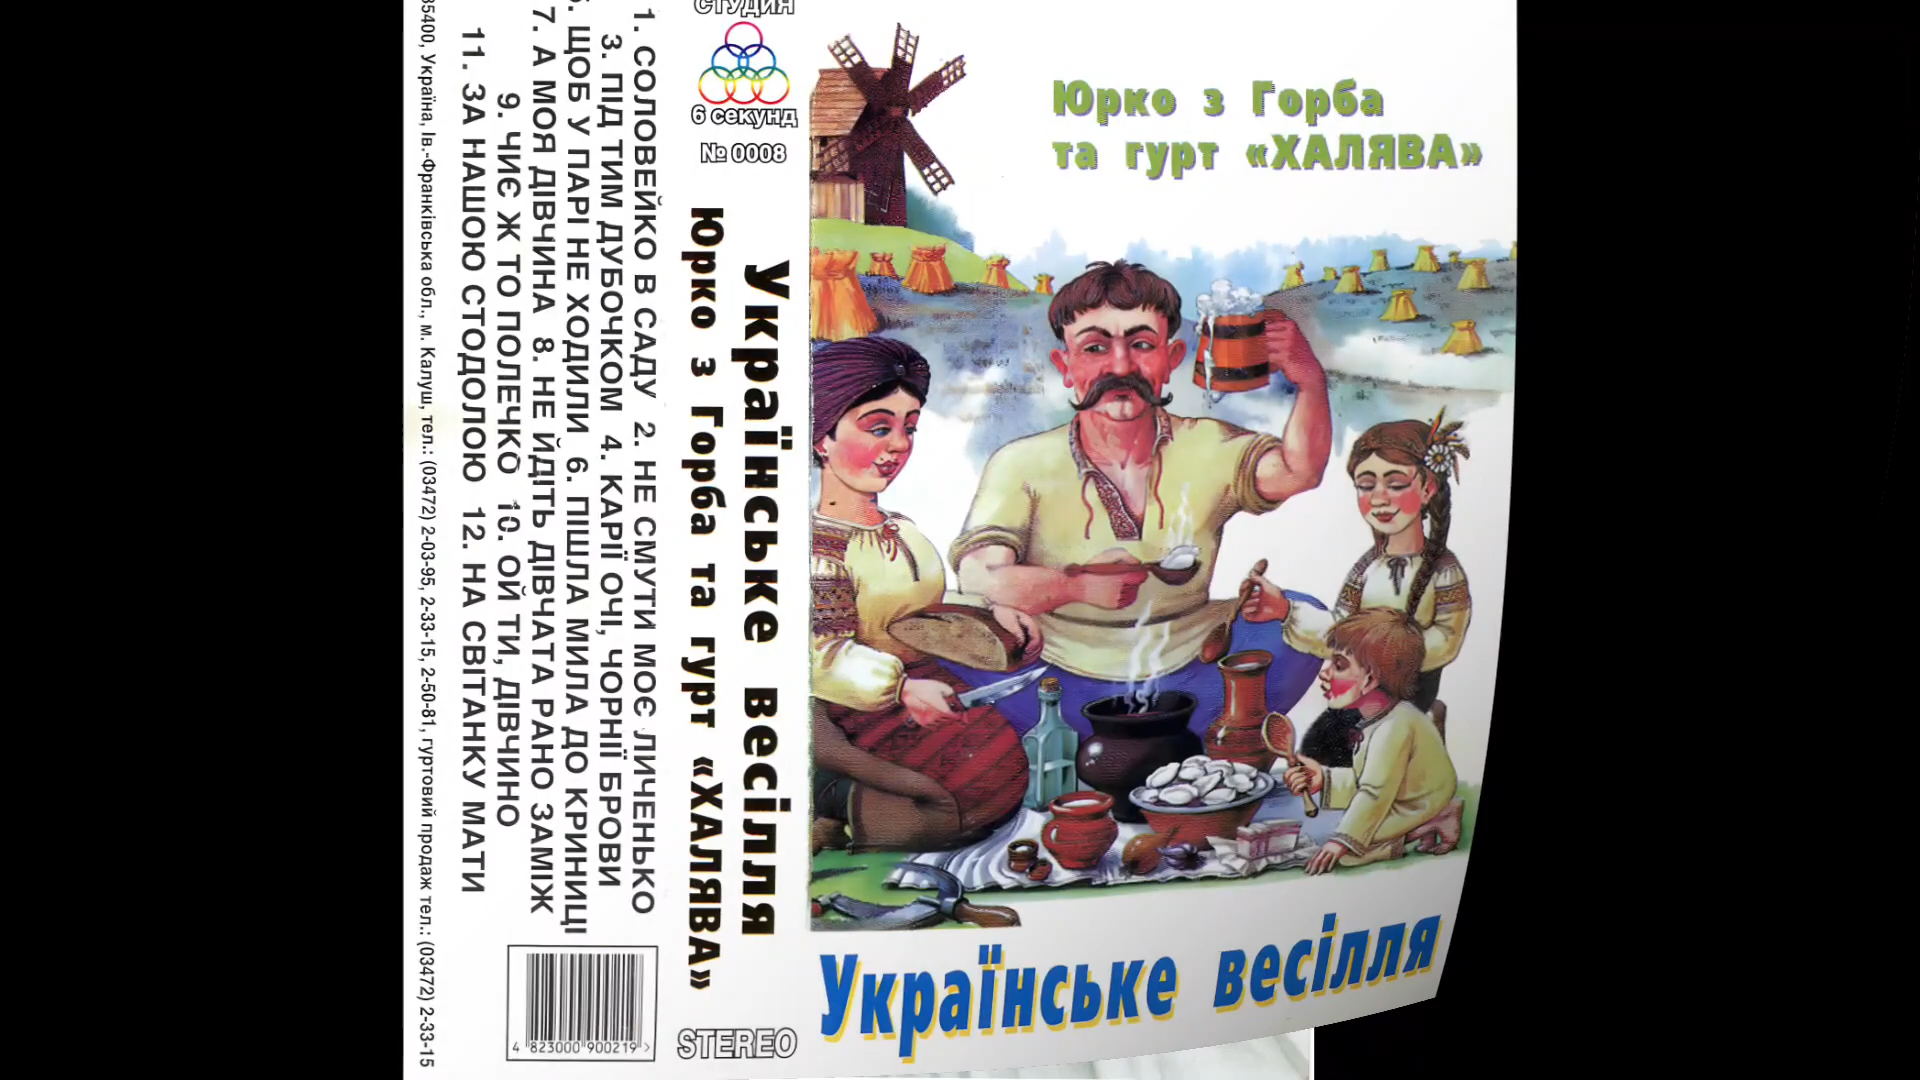 35400, Україна, Ів.-Франківська обл., м. Калуш, тел.: (03472) 2-03-95, 2-33-15, 2-50-81, гуртовий продаж тел.: (03472) 2-33-15
1. СОЛОВЕЙКО В САДУ 2. НЕ СМУТИ МОЄ ЛИЧЕНЬКО
3. ПІД ТИМ ДУБОЧКОМ 4. КАРІЇ ОЧІ, ЧОРНІЇ БРОВИ
5. ЩОБ У ПАРІ НЕ ХОДИЛИ 6. ПІШЛА МИЛА ДО КРИНИЦІ
7. А МОЯ ДІВЧИНА 8. НЕ ЙДІТЬ ДІВЧАТА РАНО ЗАМІЖ
9. ЧИЄ Ж ТО ПОЛЕЧКО 10. ОЙ ТИ, ДІВЧИНО
11. ЗА НАШОЮ СТОДОЛОЮ 12. НА СВІТАНКУ МАТИ
4 823000 900219 >
СТУДИЯ
6 секунд
№ 0008
Українське весілля
Юрко з Горба та гурт «ХАЛЯВА»
STEREO
Юрко з Горба
та гурт «ХАЛЯВА»
Українське весілля